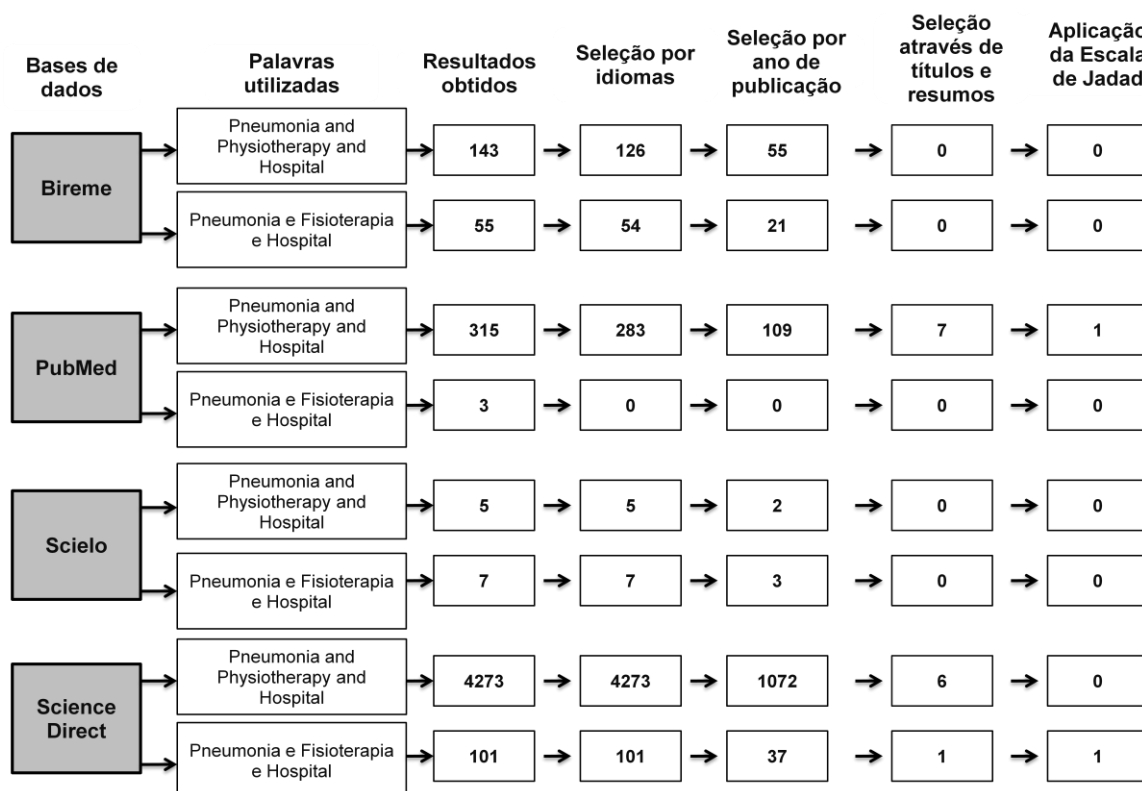 Bases de
dados
Palavras
utilizadas
Resultados
obtidos
Seleção por
idiomas
Seleção por
ano de
publicação
Seleção
através de
títulos e
resumos
Aplicação
da Escala
de Jadad
Bireme
Pneumonia and
Physiotherapy and
Hospital
143
126
55
0
0
Pneumonia e Fisioterapia
e Hospital
55
54
21
0
0
PubMed
Pneumonia and
Physiotherapy and
Hospital
315
283
109
7
1
Pneumonia e Fisioterapia
e Hospital
3
0
0
0
0
Scielo
Pneumonia and
Physiotherapy and
Hospital
5
5
2
0
0
Pneumonia e Fisioterapia
e Hospital
7
7
3
0
0
Science
Direct
Pneumonia and
Physiotherapy and
Hospital
4273
4273
1072
6
0
Pneumonia e Fisioterapia
e Hospital
101
101
37
1
1